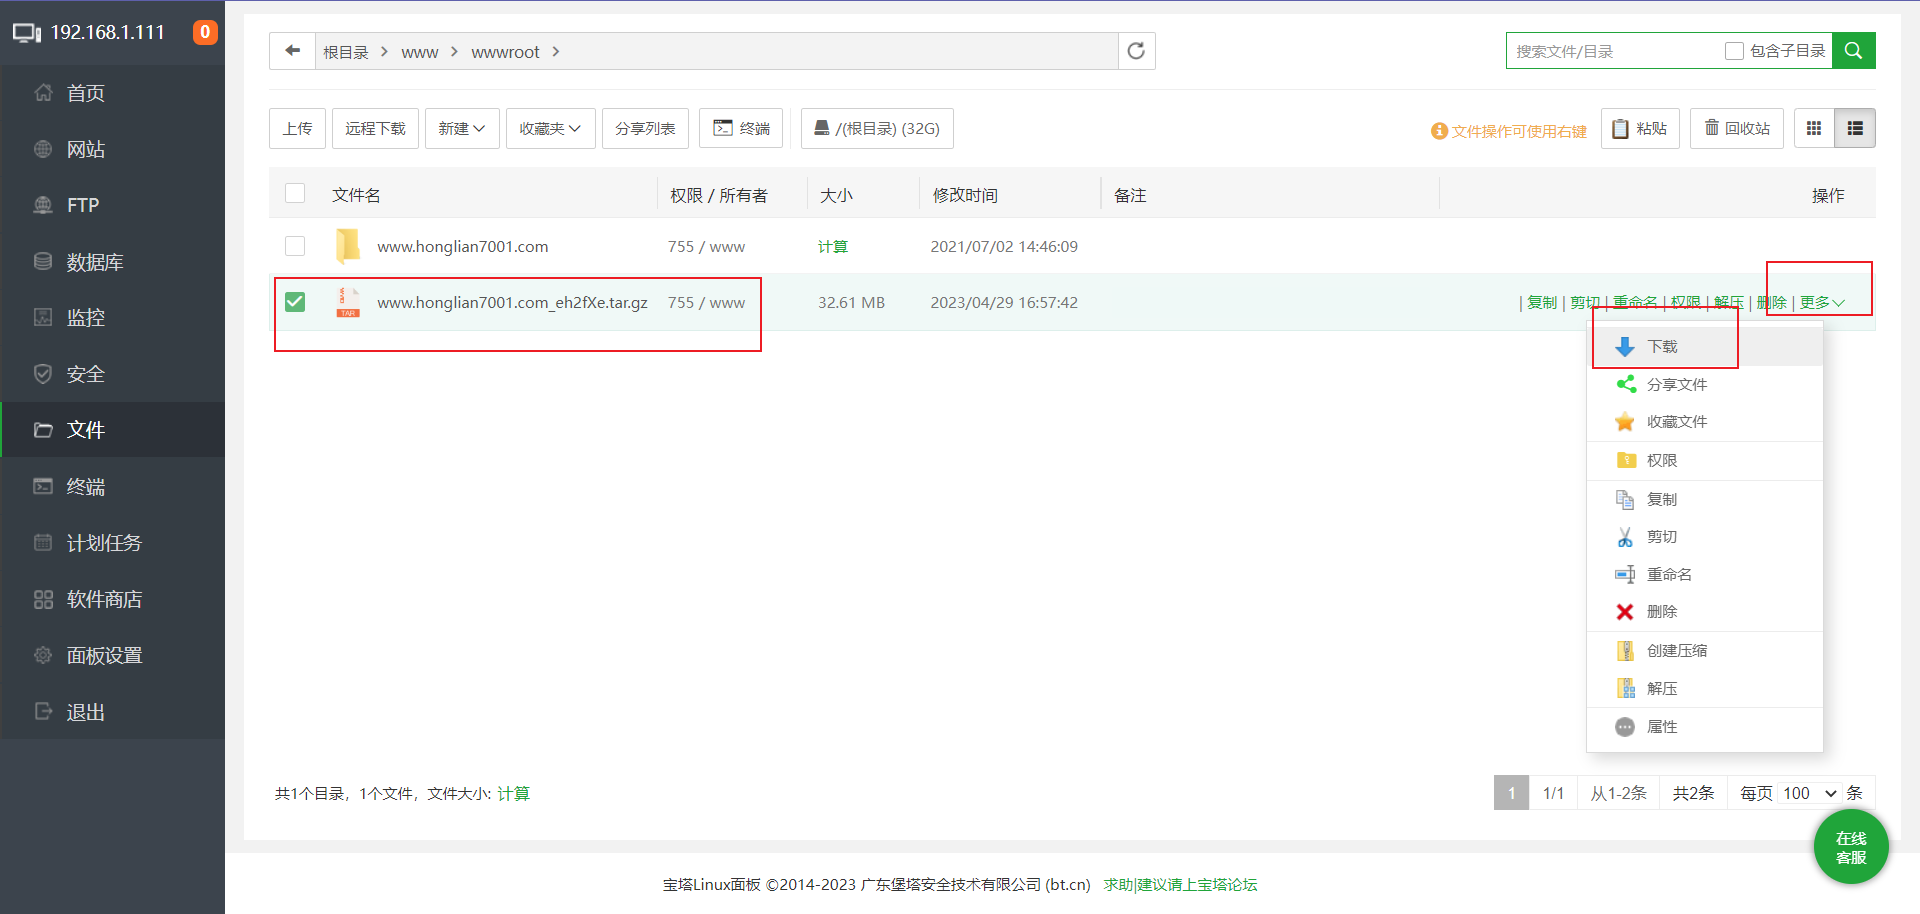 192.168.1.111
0
首页
网站
FTP
数据库
监控
安全
文件
终端
计划任务
软件商店
面板设置
退出
根目录 > www > wwwroot >
搜索文件/目录 包含子目录
上传 远程下载 新建 收藏夹 分享列表 终端 /(根目录) (32G)
文件操作可使用右键 粘贴 回收站
文件名 权限 / 所有者 大小 修改时间 备注 操作
www.honglian7001.com 755 / www 计算 2021/07/02 14:46:09
www.honglian7001.com_eh2fXe.tar.gz 755 / www 32.61 MB 2023/04/29 16:57:42 | 复制 | 剪切 | 重命名 | 权限 | 解压 | 删除 | 更多
TAR
下载
分享文件
收藏文件
权限
复制
剪切
重命名
删除
创建压缩
解压
属性
共1个目录，1个文件，文件大小: 计算
1 1/1 从1-2条 共2条 每页 100 条
在线
客服
宝塔Linux面板 ©2014-2023 广东堡塔安全技术有限公司 (bt.cn) 求助|建议请上宝塔论坛